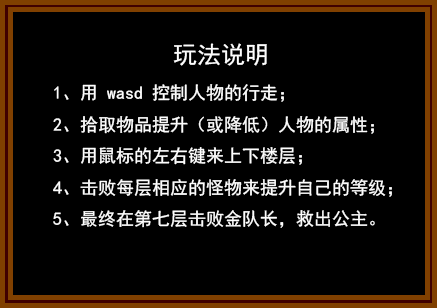 玩法说明
1、用 wasd 控制人物的行走；
2、拾取物品提升（或降低）人物的属性；
3、用鼠标的左右键来上下楼层；
4、击败每层相应的怪物来提升自己的等级；
5、最终在第七层击败金队长，救出公主。